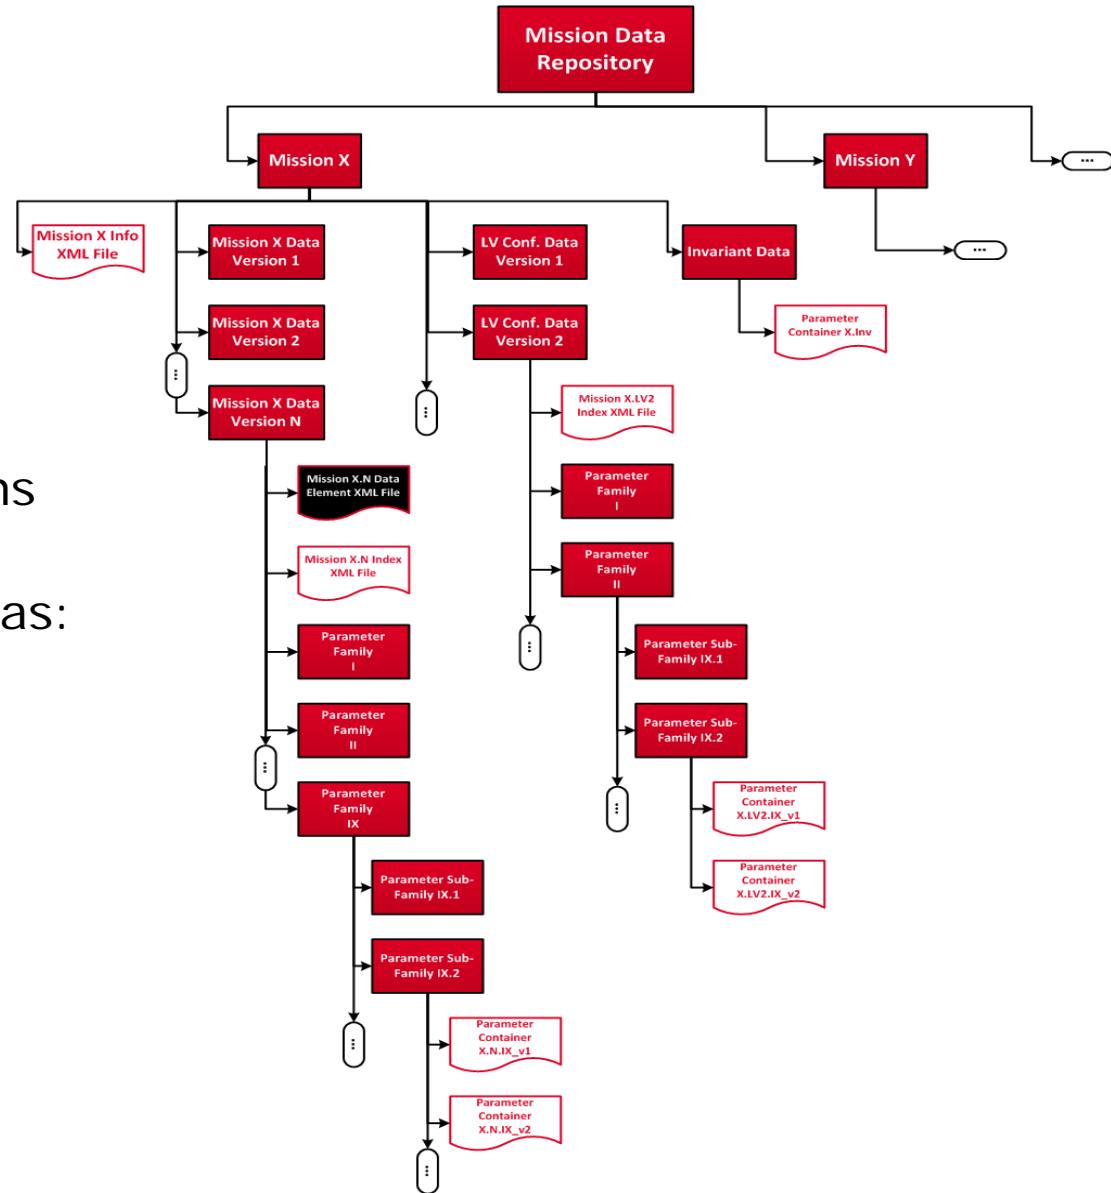 Mission Data
Repository
Mission X
Mission Y
...
Mission X Info
XML File
Mission X Data
Version 1
LV Conf. Data
Version 1
Invariant Data
...
Mission X Data
Version 2
LV Conf. Data
Version 2
Parameter
Container X.Inv
...
Mission X Data
Version N
...
Mission X.LV2
Index XML File
ns
Mission X.N Data
Element XML File
Parameter
Family
I
Mission X.N Index
XML File
Parameter
Family
II
as:
Parameter
Family
I
...
Parameter Sub-
Family IX.1
Parameter
Family
II
Parameter Sub-
Family IX.2
...
Parameter
Family
IX
...
Parameter
Container
X.LV2.IX_v1
Parameter Sub-
Family IX.1
Parameter
Container
X.LV2.IX_v2
Parameter Sub-
Family IX.2
...
Parameter
Container
X.N.IX_v1
Parameter
Container
X.N.IX_v2
...